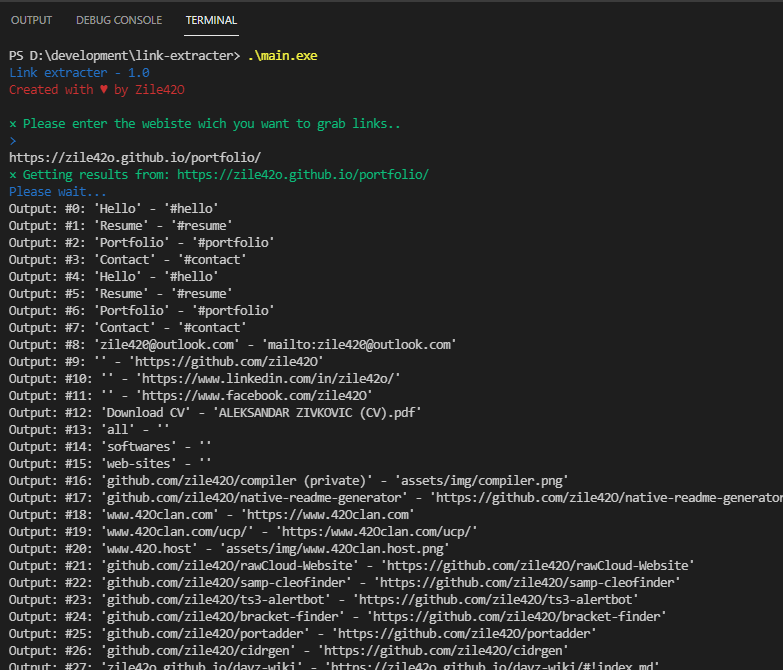 OUTPUT DEBUG CONSOLE TERMINAL
PS D:\development\link-extracter> .\main.exe
Link extracter - 1.0
Created with ♥ by Zile42O
× Please enter the webiste wich you want to grab links..
>
https://zile42o.github.io/portfolio/
× Getting results from: https://zile42o.github.io/portfolio/
Please wait...
Output: #0: 'Hello' - '#hello'
Output: #1: 'Resume' - '#resume'
Output: #2: 'Portfolio' - '#portfolio'
Output: #3: 'Contact' - '#contact'
Output: #4: 'Hello' - '#hello'
Output: #5: 'Resume' - '#resume'
Output: #6: 'Portfolio' - '#portfolio'
Output: #7: 'Contact' - '#contact'
Output: #8: 'zile420@outlook.com' - 'mailto:zile420@outlook.com'
Output: #9: '' - 'https://github.com/zile42O'
Output: #10: '' - 'https://www.linkedin.com/in/zile42o/'
Output: #11: '' - 'https://www.facebook.com/zile42O'
Output: #12: 'Download CV' - 'ALEKSANDAR ZIVKOVIC (CV).pdf'
Output: #13: 'all' - ''
Output: #14: 'softwares' - ''
Output: #15: 'web-sites' - ''
Output: #16: 'github.com/zile42O/compiler (private)' - 'assets/img/compiler.png'
Output: #17: 'github.com/zile42O/native-readme-generator' - 'https://github.com/zile42O/native-readme-generator
Output: #18: 'www.42Oclan.com' - 'https://www.42Oclan.com'
Output: #19: 'www.42Oclan.com/ucp/' - 'https:/www.42Oclan.com/ucp/'
Output: #20: 'www.42O.host' - 'assets/img/www.42Oclan.host.png'
Output: #21: 'github.com/zile42O/rawCloud-Website' - 'https://github.com/zile42O/rawCloud-Website'
Output: #22: 'github.com/zile42O/samp-cleofinder' - 'https://github.com/zile42O/samp-cleofinder'
Output: #23: 'github.com/zile42O/ts3-alertbot' - 'https://github.com/zile42O/ts3-alertbot'
Output: #24: 'github.com/zile42O/bracket-finder' - 'https://github.com/zile42O/bracket-finder'
Output: #25: 'github.com/zile42O/portadder' - 'https://github.com/zile42O/portadder'
Output: #26: 'github.com/zile42O/cidrgen' - 'https://github.com/zile42O/cidrgen'
Output: #27: 'zile42o.github.io/dayz-wiki' - 'https://zile42o.github.io/dayz-wiki/#!index.md'